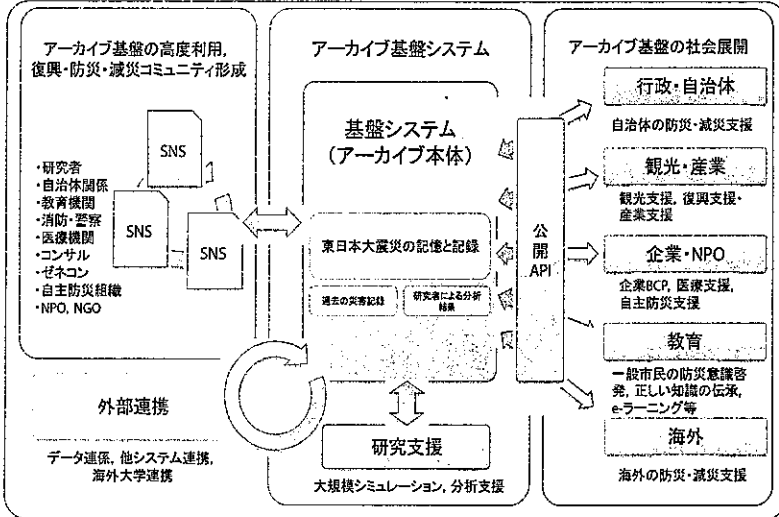 アーカイブ基盤の高度利用,
復興・防災・減災コミュニティ形成
SNS
SNS
SNS
・研究者
・自治体関係
・教育機関
・消防・警察
・医療機関
・コンサル
・ゼネコン
・自主防災組織
・NPO, NGO
外部連携
データ連係, 他システム連携,
海外大学連携
アーカイブ基盤システム
基盤システム
(アーカイブ本体)
東日本大震災の記憶と記録
過去の災害記録
研究者による分析
結果
研究支援
大規模シミュレーション, 分析支援
公開
API
アーカイブ基盤の社会展開
行政・自治体
自治体の防災・減災支援
観光・産業
観光支援, 復興支援・
産業支援
企業・NPO
企業BCP, 医療支援,
自主防災支援
教育
一般市民の防災意識啓
発, 正しい知識の伝承,
e-ラーニング等
海外
海外の防災・減災支援